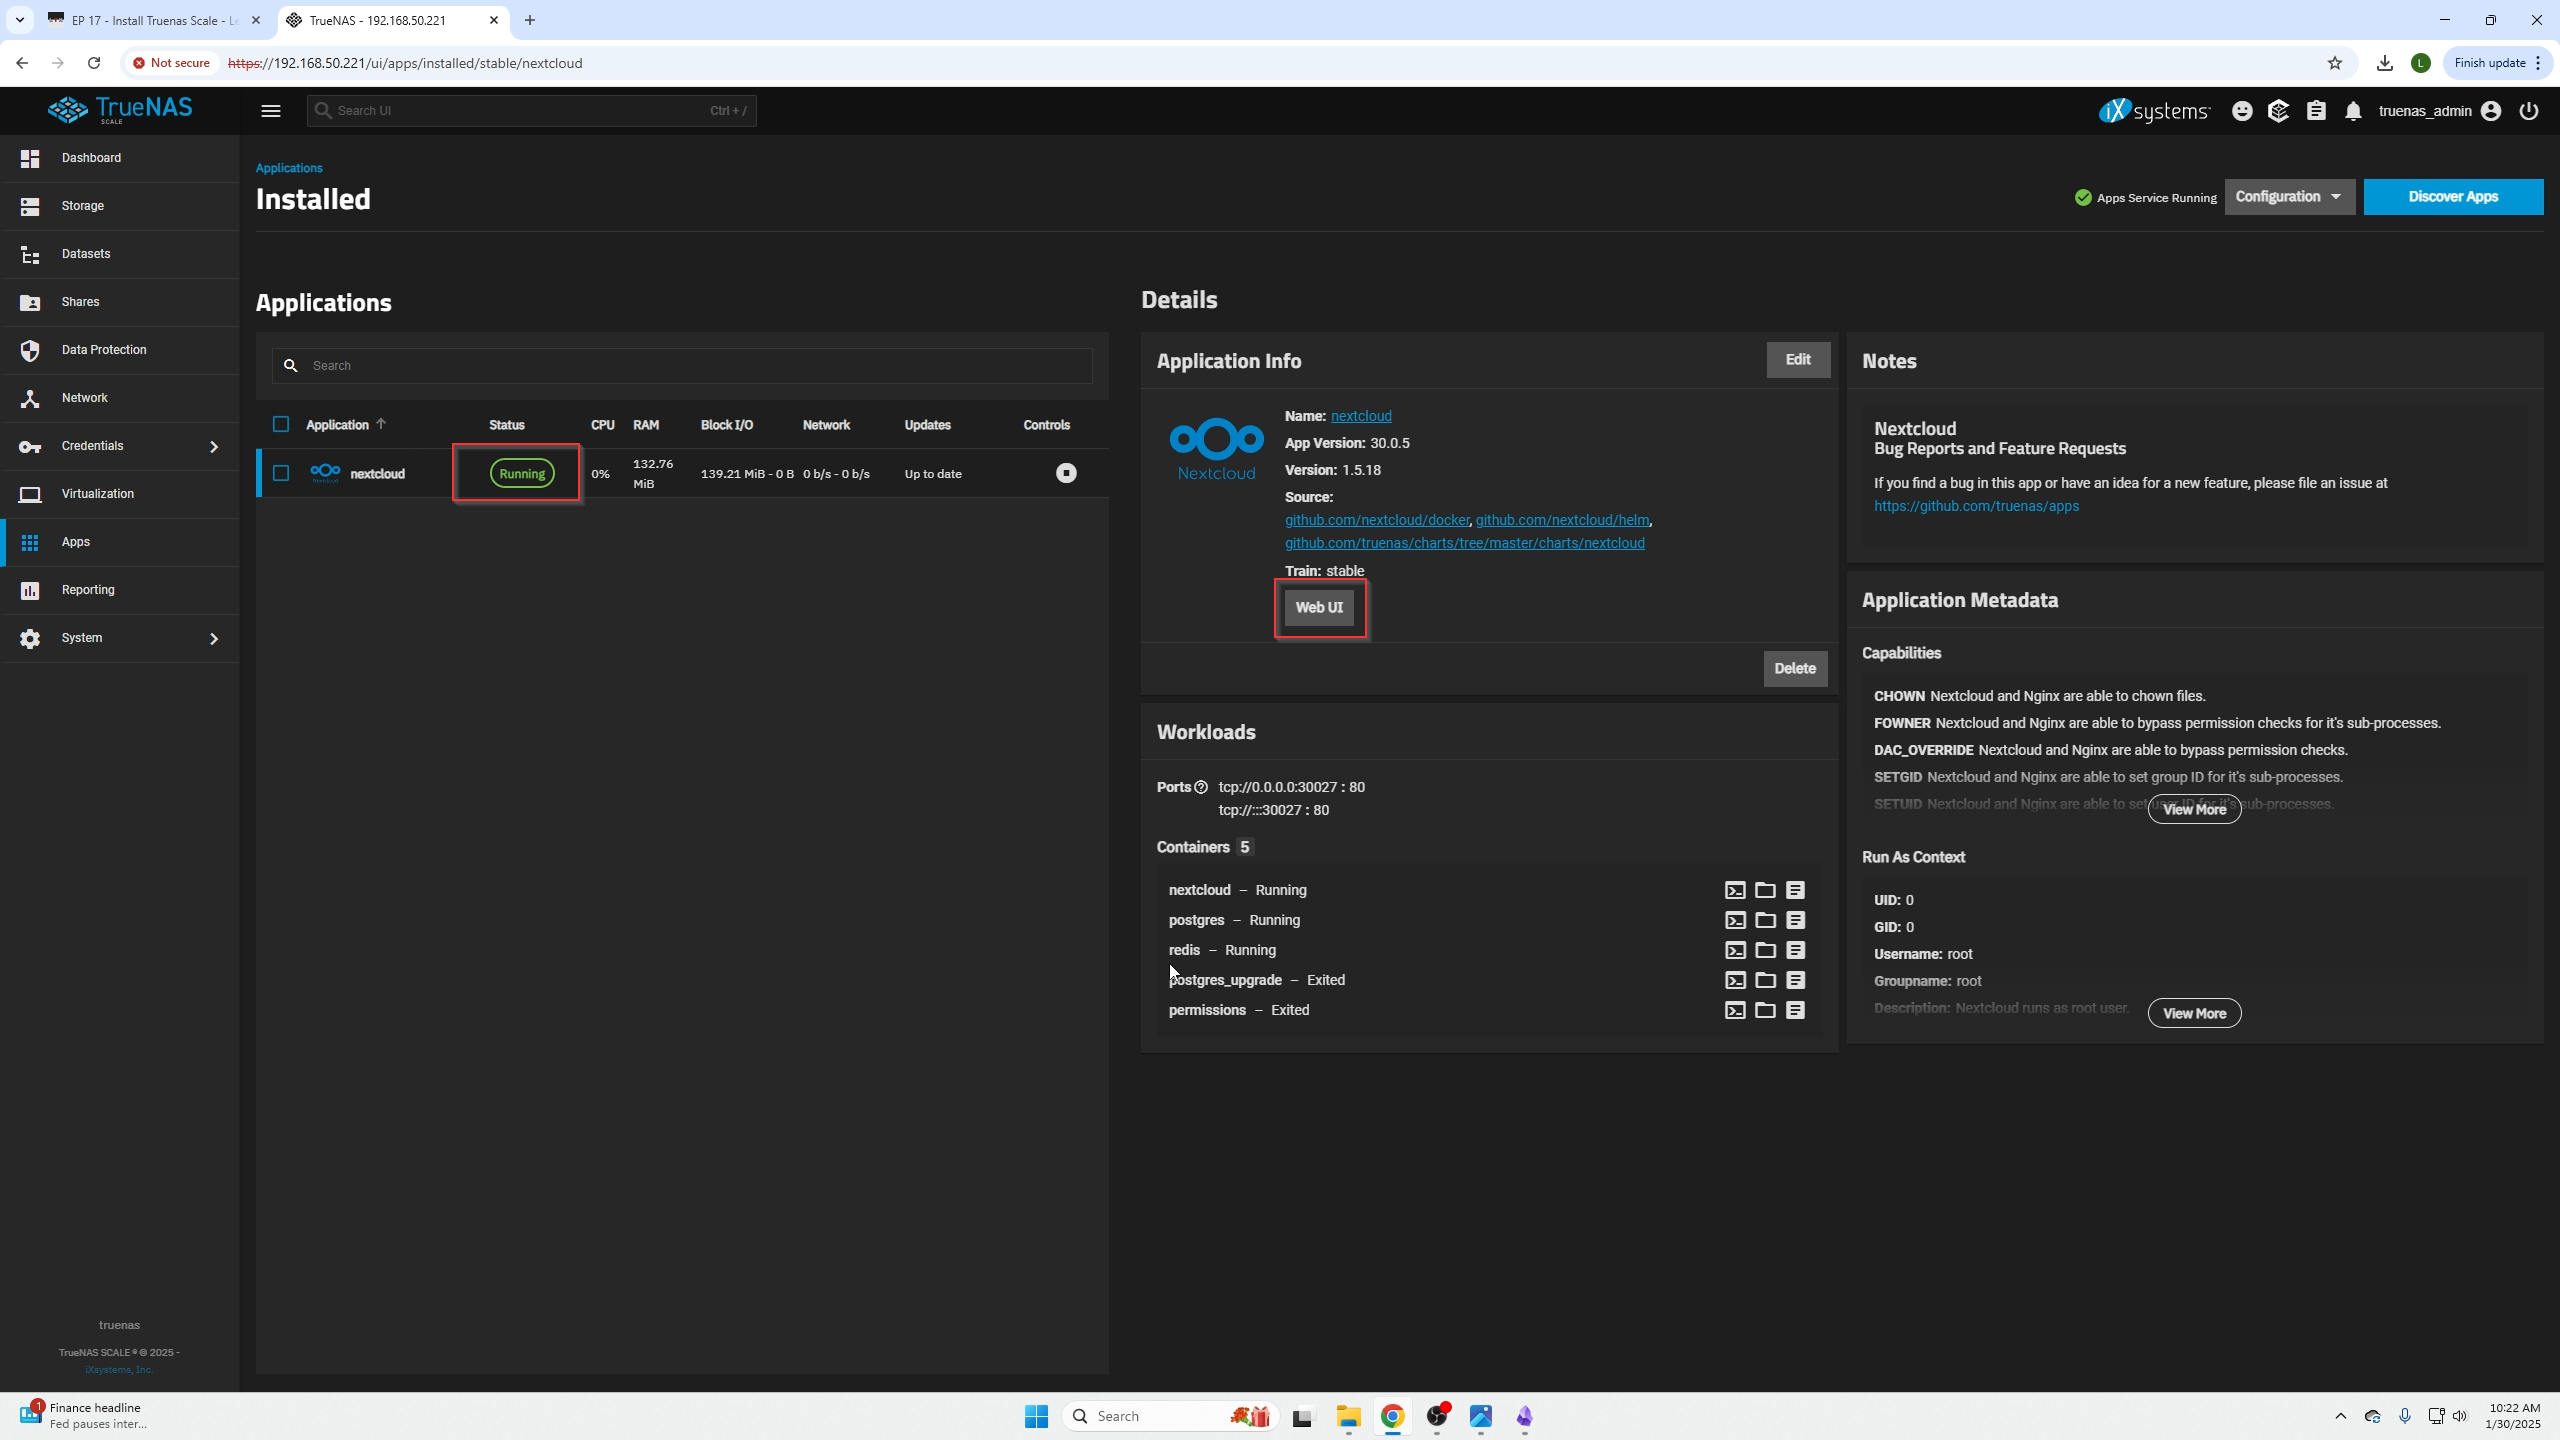 EP 17 - Install Truenas Scale - Le
TrueNAS - 192.168.50.221
Not secure
https://192.168.50.221/ui/apps/installed/stable/nextcloud
L
Finish update
TrueNAS
SCALE
Search UI
Ctrl + /
iX systems
truenas_admin
Dashboard
Storage
Datasets
Shares
Data Protection
Network
Credentials
Virtualization
Apps
Reporting
System
truenas
TrueNAS SCALE ® © 2025 -
iXsystems, Inc.
Applications
Installed
Apps Service Running
Configuration
Discover Apps
Applications
Search
Application Status CPU RAM Block I/O Network Updates Controls
nextcloud Running 0% 132.76 MiB 139.21 MiB - 0 B 0 b/s - 0 b/s Up to date
Details
Application Info
Edit
Nextcloud
Name: nextcloud
App Version: 30.0.5
Version: 1.5.18
Source:
github.com/nextcloud/docker, github.com/nextcloud/helm,
github.com/truenas/charts/tree/master/charts/nextcloud
Train: stable
Web UI
Delete
Workloads
Ports tcp://0.0.0.0:30027 : 80
tcp://:::30027 : 80
Containers 5
nextcloud – Running
postgres – Running
redis – Running
postgres_upgrade – Exited
permissions – Exited
Notes
Nextcloud
Bug Reports and Feature Requests
If you find a bug in this app or have an idea for a new feature, please file an issue at
https://github.com/truenas/apps
Application Metadata
Capabilities
CHOWN Nextcloud and Nginx are able to chown files.
FOWNER Nextcloud and Nginx are able to bypass permission checks for it's sub-processes.
DAC_OVERRIDE Nextcloud and Nginx are able to bypass permission checks.
SETGID Nextcloud and Nginx are able to set group ID for it's sub-processes.
SETUID Nextcloud and Nginx are able to set user ID for it's sub-processes.
View More
Run As Context
UID: 0
GID: 0
Username: root
Groupname: root
Description: Nextcloud runs as root user.
View More
1
Finance headline
Fed pauses inter...
Search
10:22 AM
1/30/2025